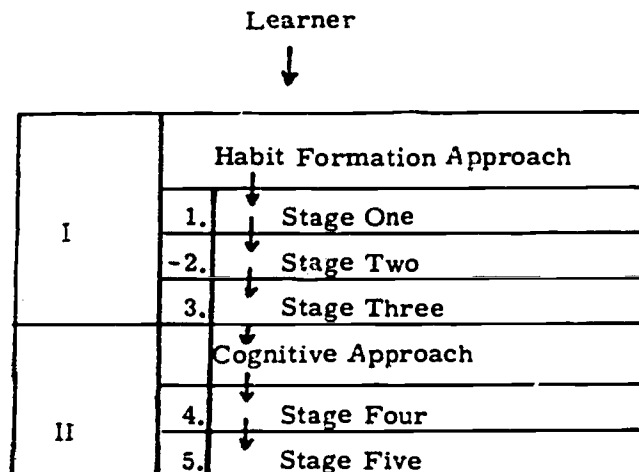 Learner
Habit Formation Approach
I
1. Stage One
-2. Stage Two
3. Stage Three
Cognitive Approach
II
4. Stage Four
5. Stage Five